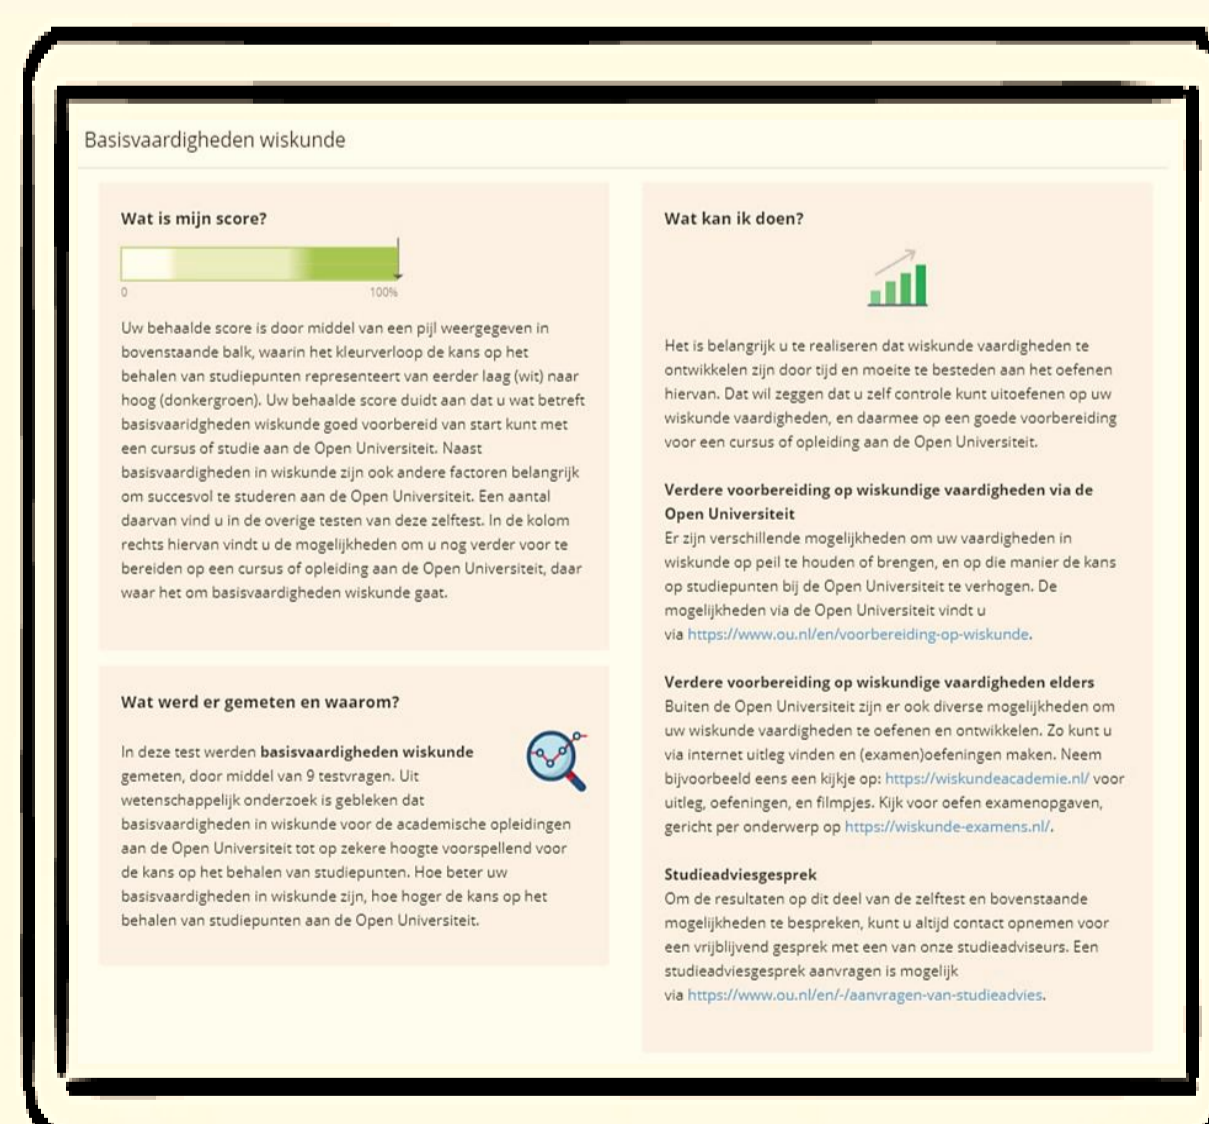 Basisvaardigheden wiskunde
Wat is mijn score?
0 100%
Uw behaalde score is door middel van een pijl weergegeven in
bovenstaande balk, waarin het kleurverloop de kans op het
behalen van studiepunten representeert van eerder laag (wit) naar
hoog (donkergroen). Uw behaalde score duidt aan dat u wat betreft
basisvaaridgheden wiskunde goed voorbereid van start kunt met
een cursus of studie aan de Open Universiteit. Naast
basisvaardigheden in wiskunde zijn ook andere factoren belangrijk
om succesvol te studeren aan de Open Universiteit. Een aantal
daarvan vind u in de overige testen van deze zelftest. In de kolom
rechts hiervan vindt u de mogelijkheden om u nog verder voor te
bereiden op een cursus of opleiding aan de Open Universiteit, daar
waar het om basisvaardigheden wiskunde gaat.
Wat werd er gemeten en waarom?
In deze test werden basisvaardigheden wiskunde
gemeten, door middel van 9 testvragen. Uit
wetenschappelijk onderzoek is gebleken dat
basisvaardigheden in wiskunde voor de academische opleidingen
aan de Open Universiteit tot op zekere hoogte voorspellend voor
de kans op het behalen van studiepunten. Hoe beter uw
basisvaardigheden in wiskunde zijn, hoe hoger de kans op het
behalen van studiepunten aan de Open Universiteit.
Wat kan ik doen?
Het is belangrijk u te realiseren dat wiskunde vaardigheden te
ontwikkelen zijn door tijd en moeite te besteden aan het oefenen
hiervan. Dat wil zeggen dat u zelf controle kunt uitoefenen op uw
wiskunde vaardigheden, en daarmee op een goede voorbereiding
voor een cursus of opleiding aan de Open Universiteit.
Verdere voorbereiding op wiskundige vaardigheden via de
Open Universiteit
Er zijn verschillende mogelijkheden om uw vaardigheden in
wiskunde op peil te houden of brengen, en op die manier de kans
op studiepunten bij de Open Universiteit te verhogen. De
mogelijkheden via de Open Universiteit vindt u
via https://www.ou.nl/en/voorbereiding-op-wiskunde.
Verdere voorbereiding op wiskundige vaardigheden elders
Buiten de Open Universiteit zijn er ook diverse mogelijkheden om
uw wiskunde vaardigheden te oefenen en ontwikkelen. Zo kunt u
via internet uitleg vinden en (examen)oefeningen maken. Neem
bijvoorbeeld eens een kijkje op: https://wiskundeacademie.nl/ voor
uitleg, oefeningen, en filmpjes. Kijk voor oefen examenopgaven,
gericht per onderwerp op https://wiskunde-examens.nl/.
Studieadviesgesprek
Om de resultaten op dit deel van de zelftest en bovenstaande
mogelijkheden te bespreken, kunt u altijd contact opnemen voor
een vrijblijvend gesprek met een van onze studieadviseurs. Een
studieadviesgesprek aanvragen is mogelijk
via https://www.ou.nl/en/-/aanvragen-van-studieadvies.